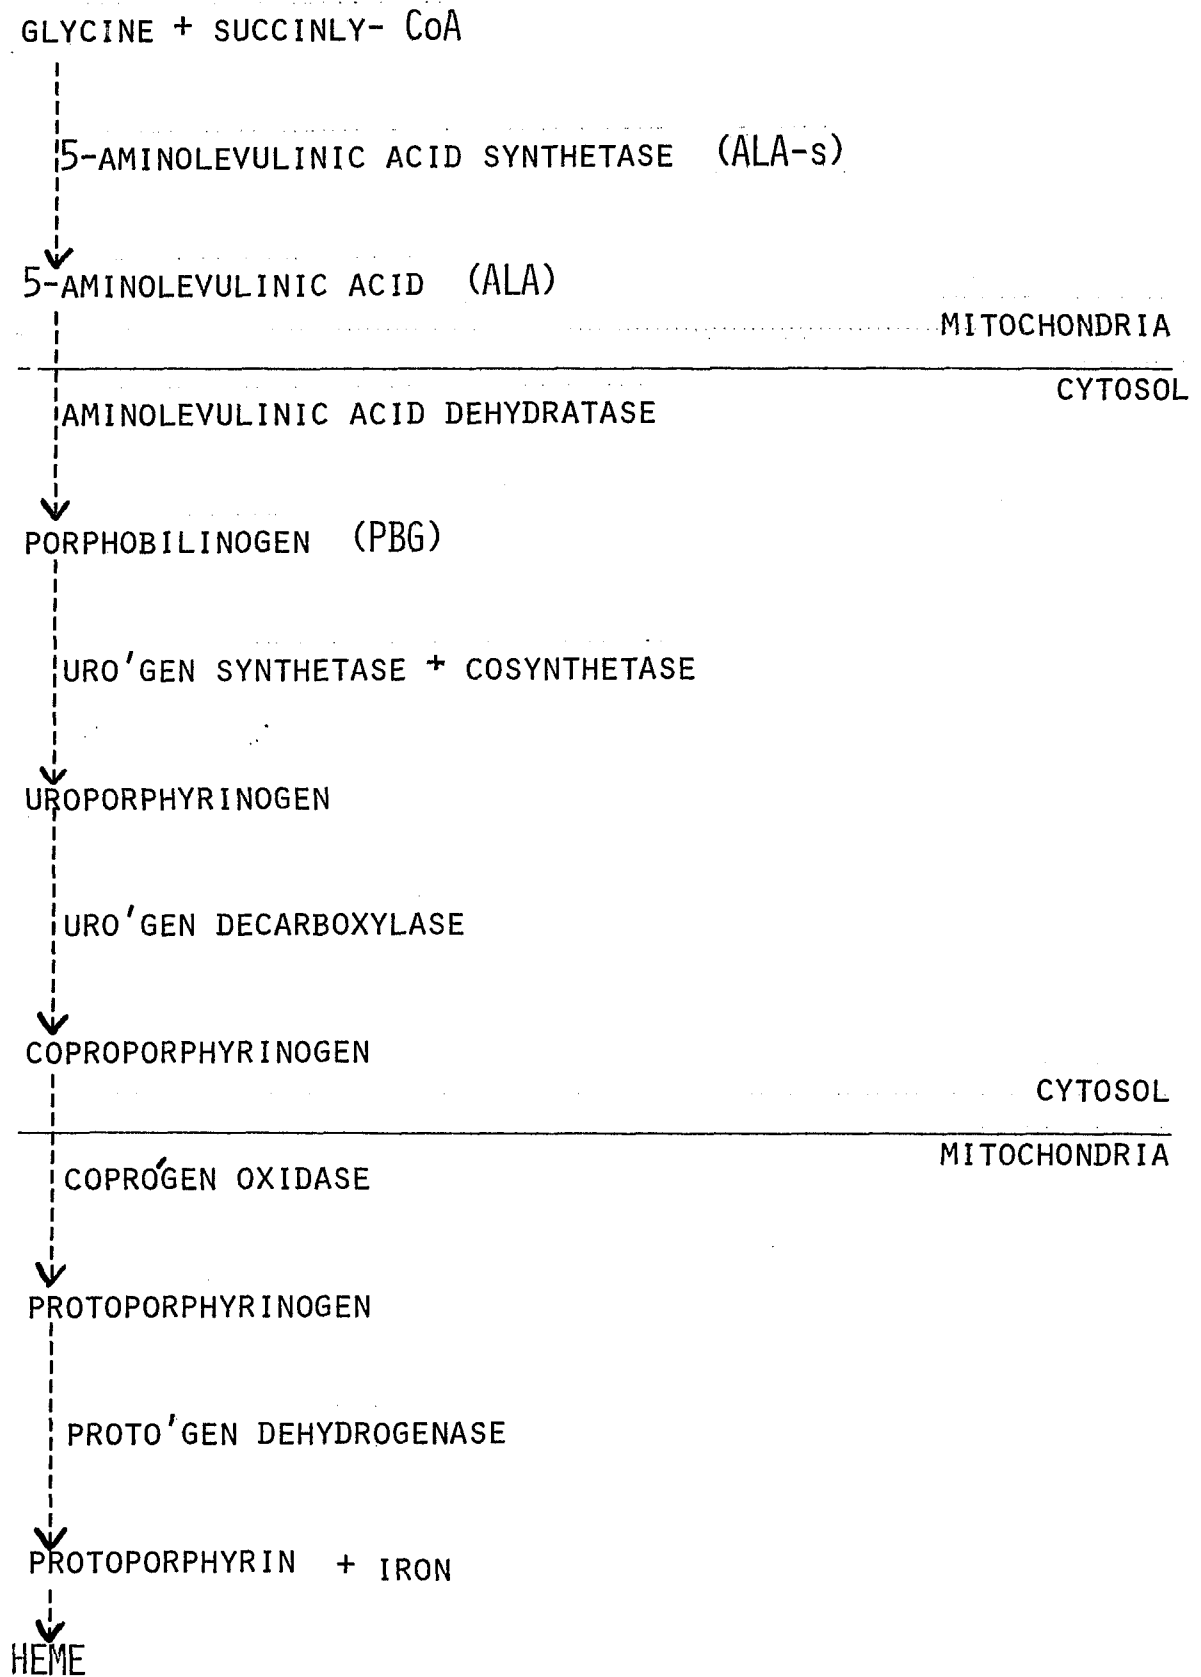 GLYCINE + SUCCINLY- CoA
5-AMINOLEVULINIC ACID SYNTHETASE (ALA-s)
5-AMINOLEVULINIC ACID (ALA)
MITOCHONDRIA
CYTOSOL
AMINOLEVULINIC ACID DEHYDRATASE
PORPHOBILINOGEN (PBG)
URO'GEN SYNTHETASE + COSYNTHETASE
UROPORPHYRINOGEN
URO'GEN DECARBOXYLASE
COPROPORPHYRINOGEN
CYTOSOL
MITOCHONDRIA
COPRO'GEN OXIDASE
PROTOPORPHYRINOGEN
PROTO'GEN DEHYDROGENASE
PROTOPORPHYRIN + IRON
HEME